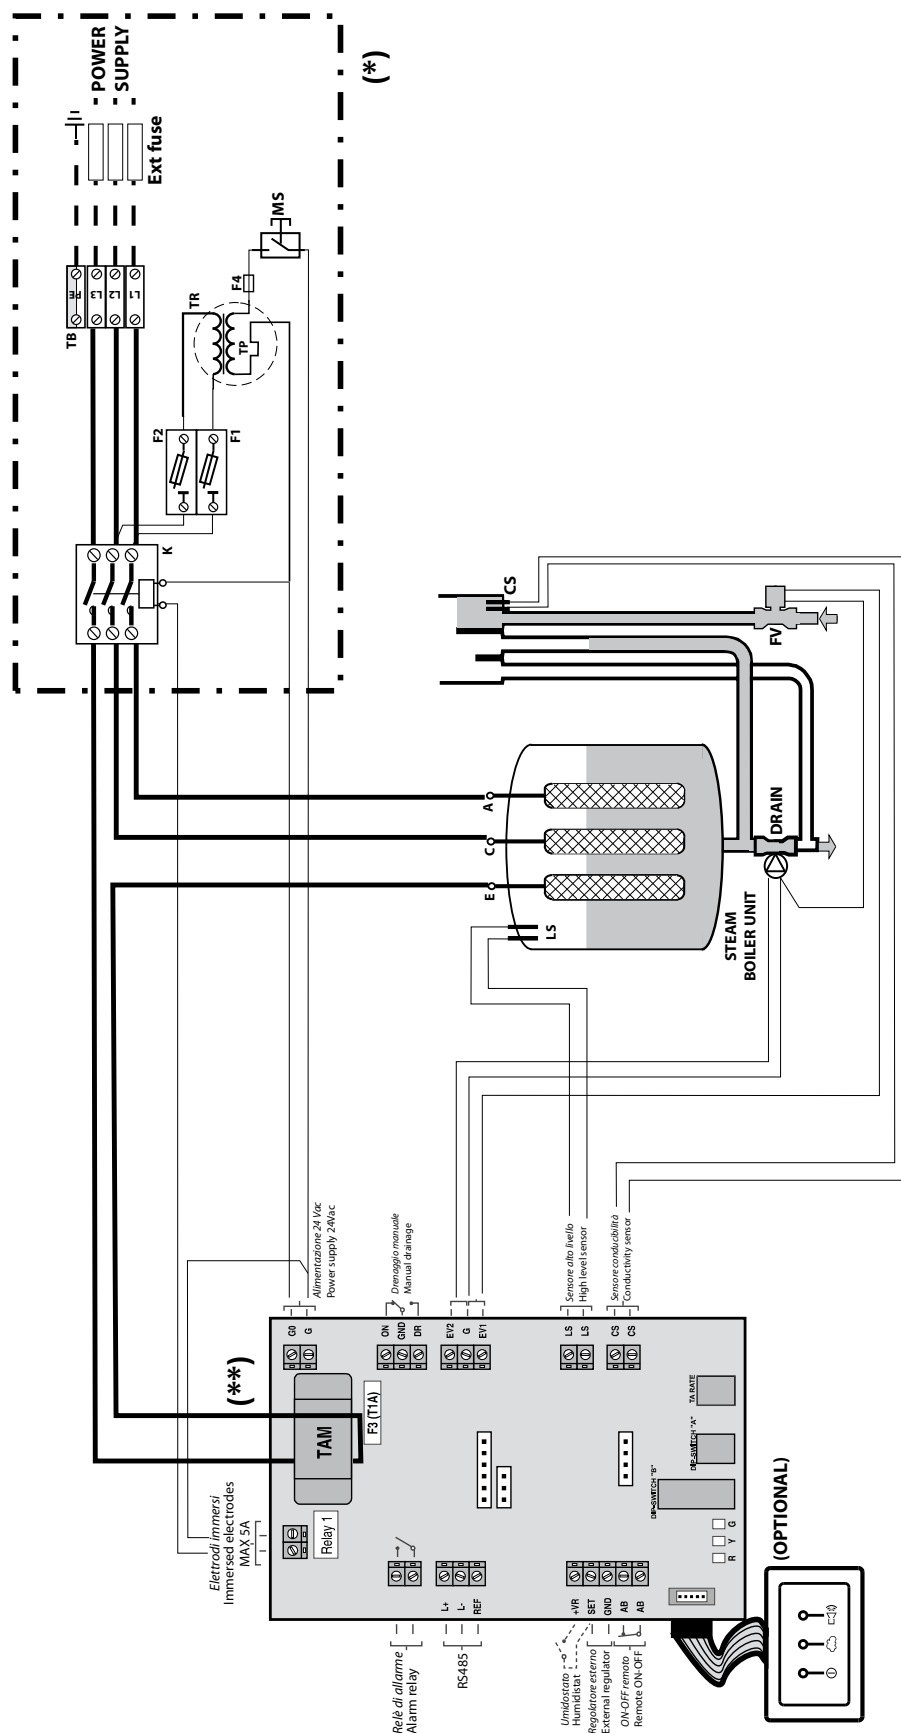 POWER
SUPPLY
(*)
Ext fuse
TB
PE
L3
L2
L1
MS
F4
TR
TP
F2
F1
K
CS
FV
A
C
E
LS
STEAM
BOILER UNIT
DRAIN
Alimentazione 24 Vac
Power supply 24Vac
Drenaggio manuale
Manual drainage
Sensore alto livello
High level sensor
Sensore conducibilità
Conductivity sensor
(**)
G0
G
ON
GND
DR
EV2
G
EV1
LS
LS
CS
CS
TAM
F3 (T1A)
TA RATE
DIP-SWITCH "A"
DIP-SWITCH "B"
Elettrodi immersi
Immersed electrodes
MAX 5A
Relay 1
R
Y
G
L+
L-
REF
+VR
SET
GND
AB
AB
Relè di allarme
Alarm relay
RS485
Umidostato
Humidistat
Regolatore esterno
External regulator
ON-OFF remoto
Remote ON-OFF
(OPTIONAL)